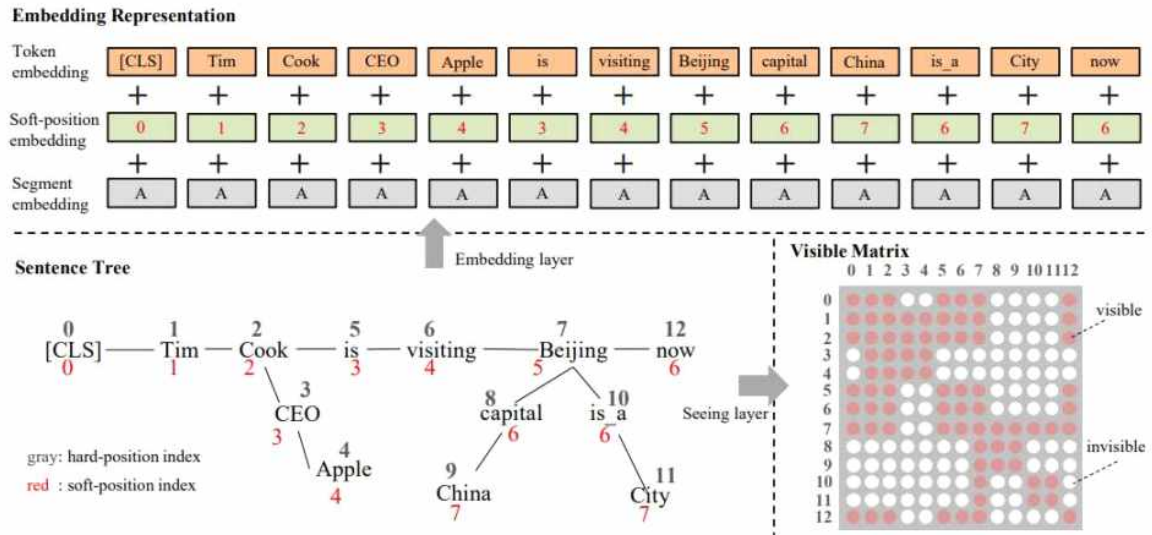 Embedding Representation
Token embedding [CLS] Tim Cook CEO Apple is visiting Beijing capital China is_a City now
+ + + + + + + + + + + + +
Soft-position embedding 0 1 2 3 4 3 4 5 6 7 6 7 6
+ + + + + + + + + + + + +
Segment embedding A A A A A A A A A A A A A
Embedding layer
Sentence Tree
0 1 2 5 6 7 12
[CLS] Tim Cook is visiting Beijing now
0 1 2 3 4 5 6
3 8 10
CEO capital is_a
3 6 6
4 9 11
Apple China City
4 7 7
gray: hard-position index
red : soft-position index
Seeing layer
Visible Matrix
0 1 2 3 4 5 6 7 8 9 10 11 12
0
1
2
3
4
5
6
7
8
9
10
11
12
visible
invisible